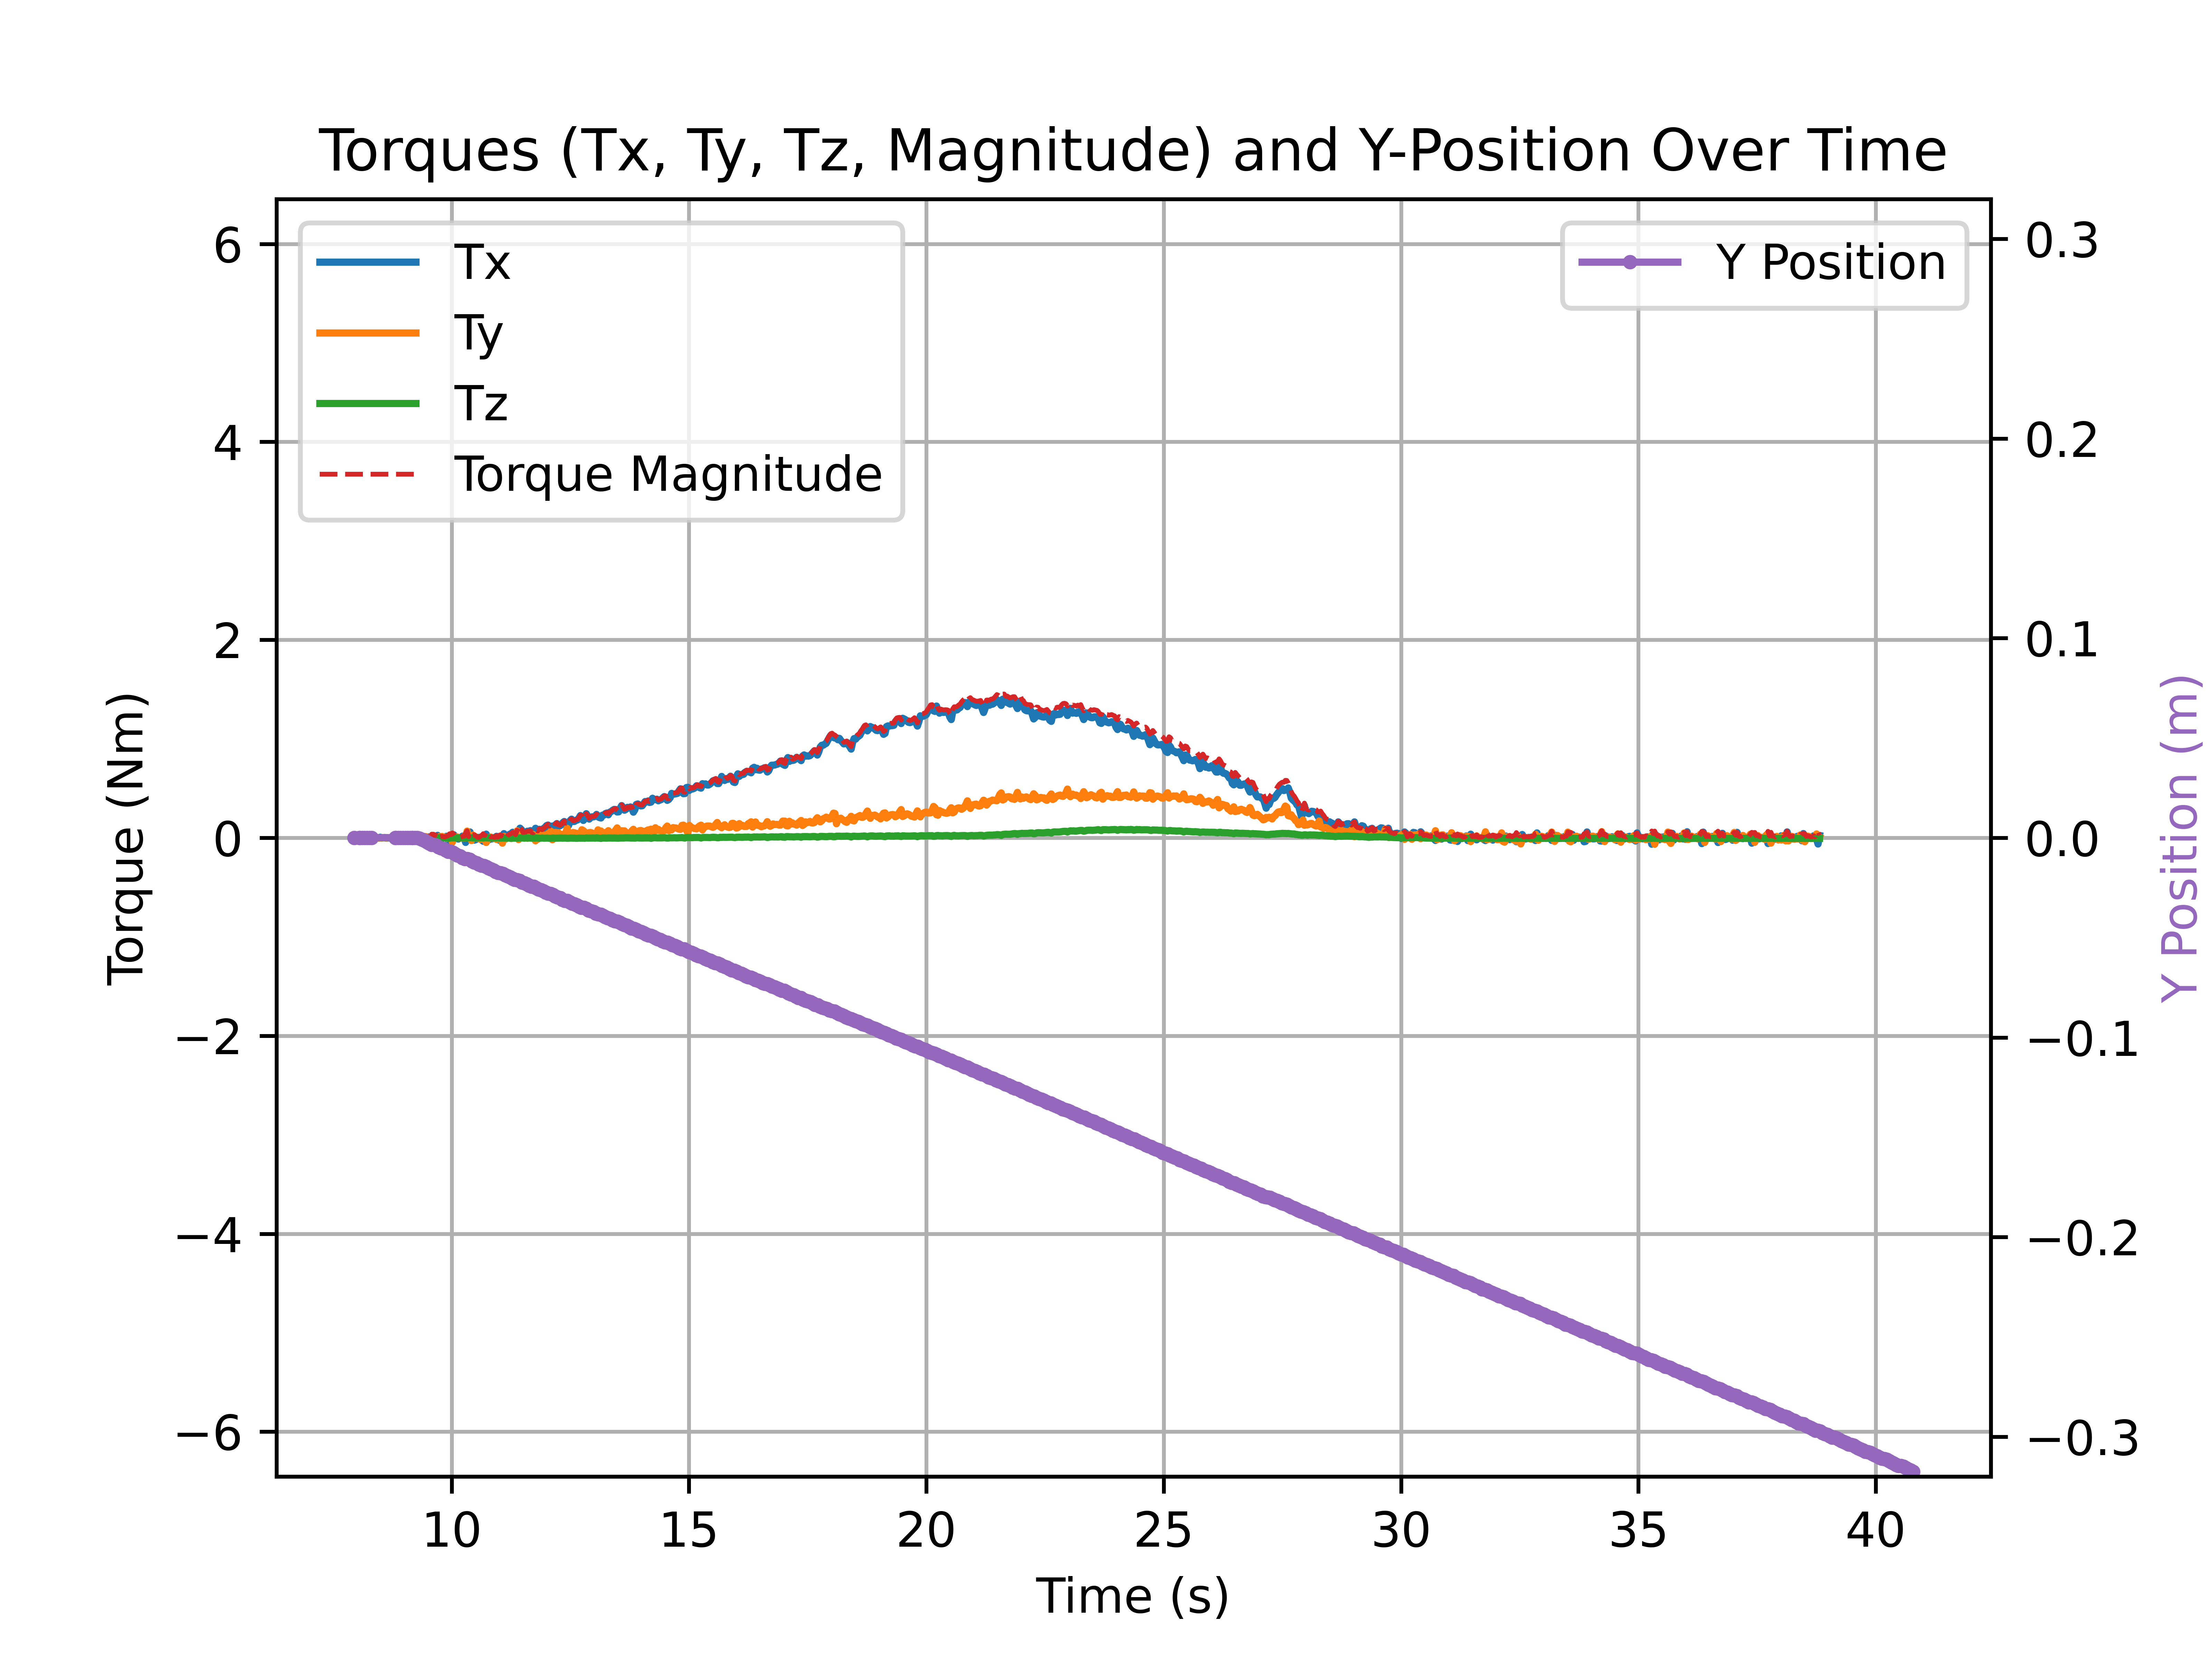 Torques (Tx, Ty, Tz, Magnitude) and Y-Position Over Time
Tx
Ty
Tz
Torque Magnitude
Y Position
6
4
2
0
−2
−4
−6
Torque (Nm)
0.3
0.2
0.1
0.0
−0.1
−0.2
−0.3
Y Position (m)
10 15 20 25 30 35 40
Time (s)